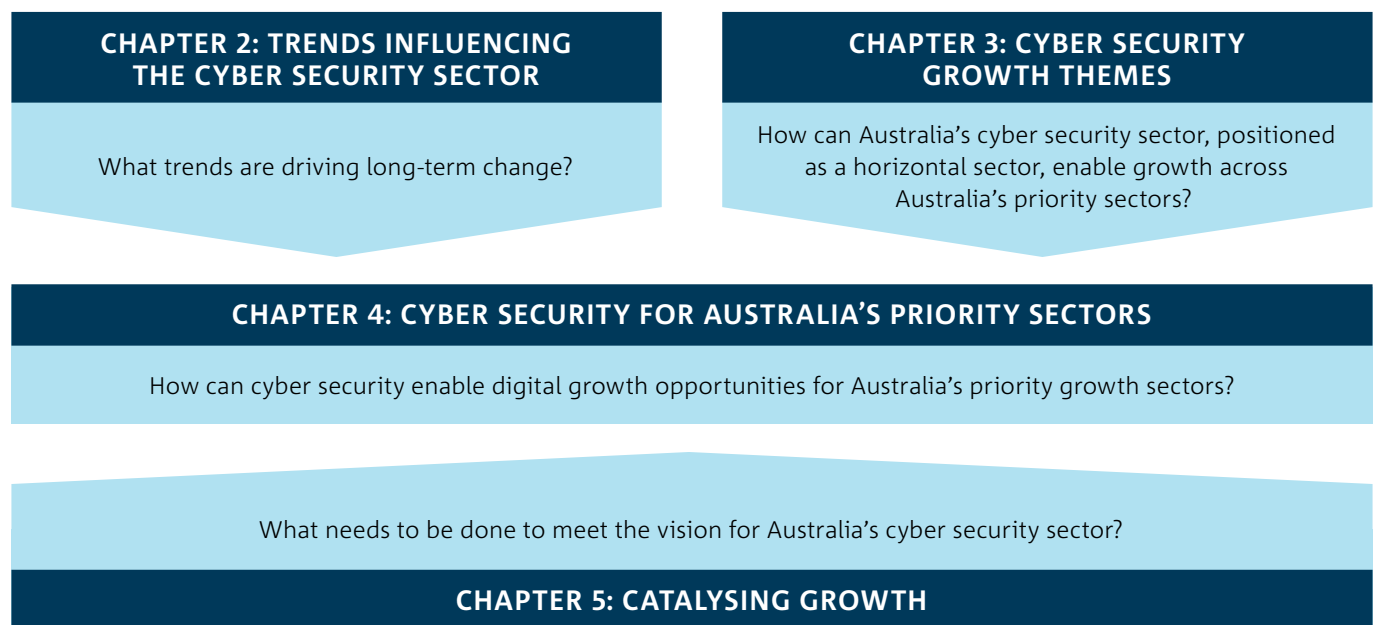 CHAPTER 2: TRENDS INFLUENCING
THE CYBER SECURITY SECTOR
What trends are driving long-term change?
CHAPTER 3: CYBER SECURITY
GROWTH THEMES
How can Australia’s cyber security sector, positioned
as a horizontal sector, enable growth across
Australia’s priority sectors?
CHAPTER 4: CYBER SECURITY FOR AUSTRALIA’S PRIORITY SECTORS
How can cyber security enable digital growth opportunities for Australia’s priority growth sectors?
What needs to be done to meet the vision for Australia’s cyber security sector?
CHAPTER 5: CATALYSING GROWTH